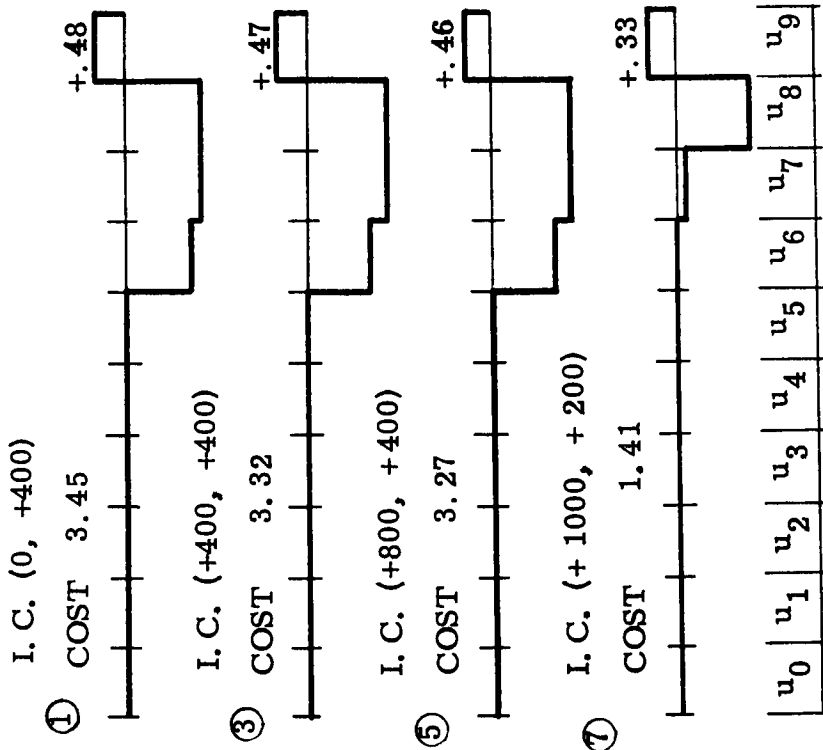 ① I. C. (0, +400)
COST 3.45
+.48
③ I. C. (+400, +400)
COST 3.32
+.47
⑤ I. C. (+800, +400)
COST 3.27
+.46
⑦ I. C. (+ 1000, + 200)
COST 1.41
+.33
u0 u1 u2 u3 u4 u5 u6 u7 u8 u9